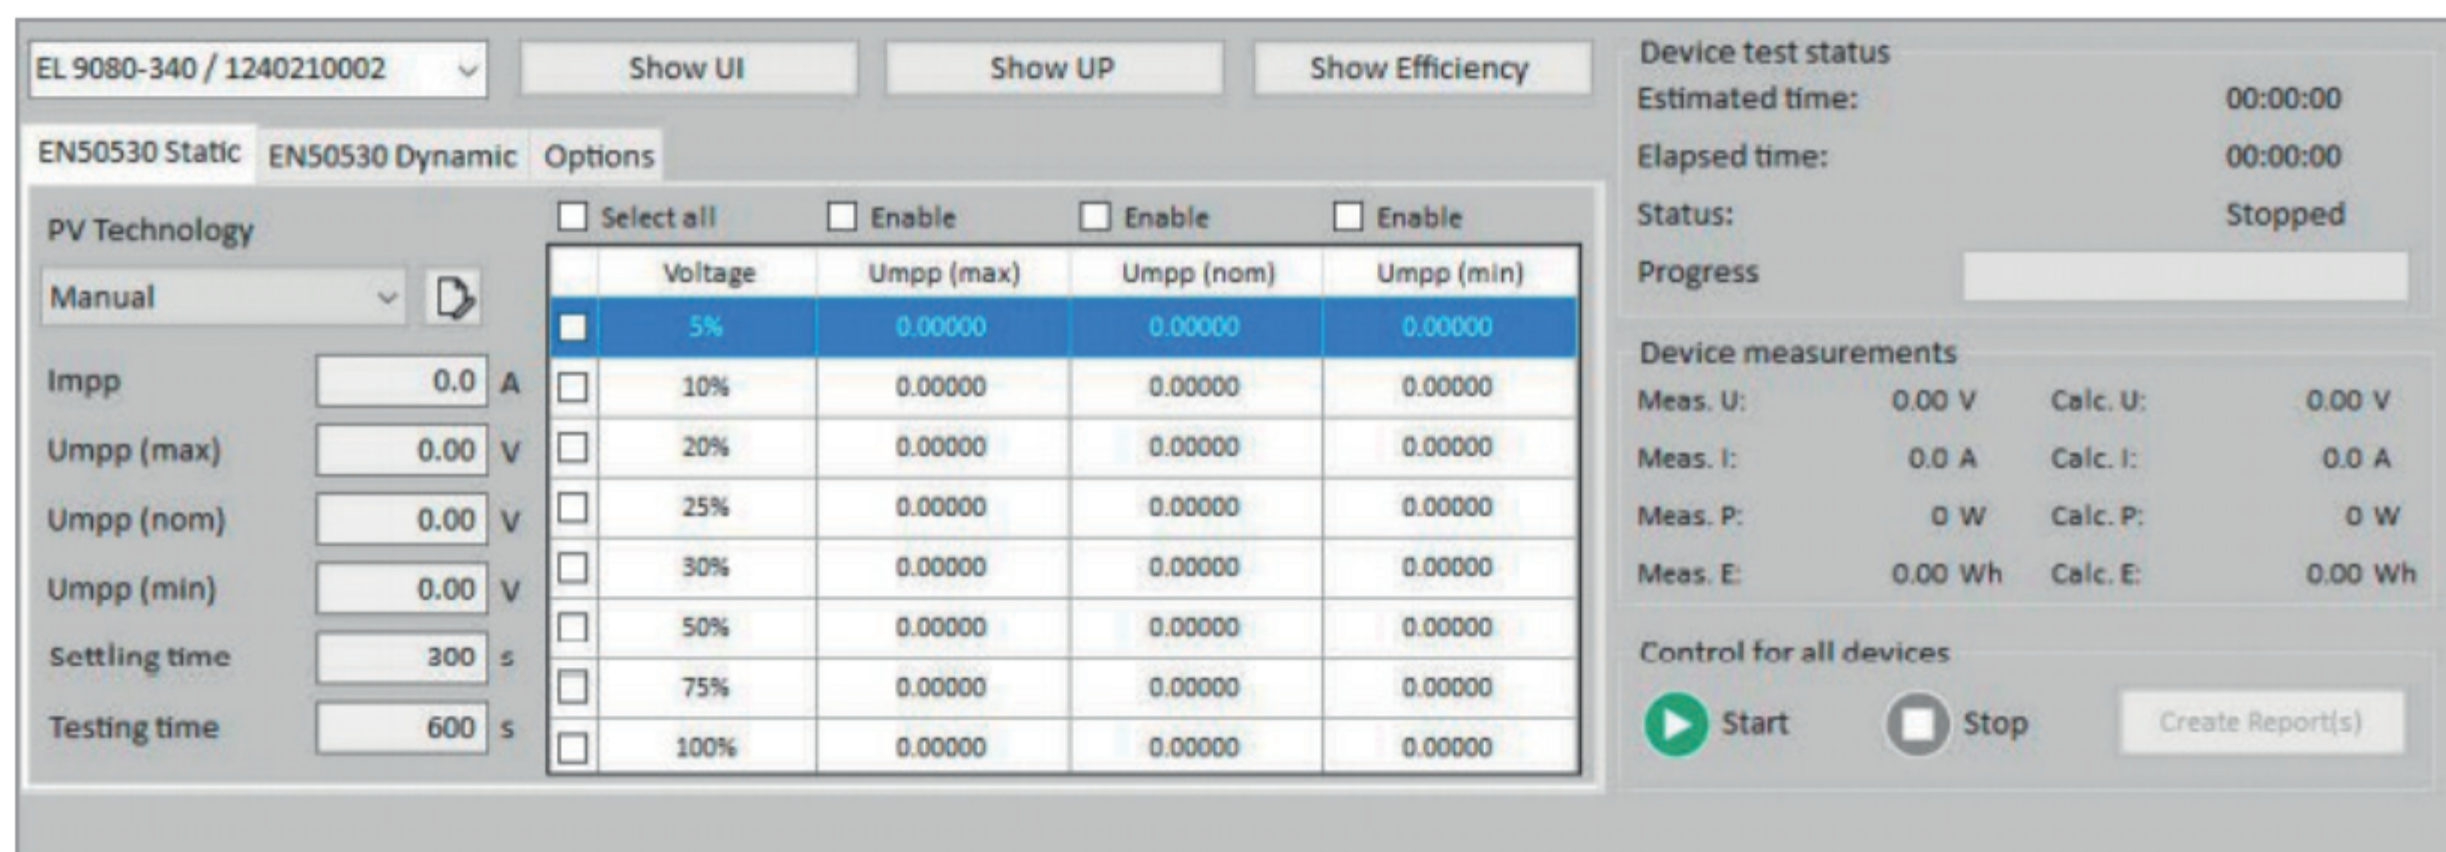 EL 9080-340 / 1240210002 Show UI Show UP Show Efficiency
EN50530 Static EN50530 Dynamic Options
PV Technology
Manual
Impp 0.0 A
Umpp (max) 0.00 V
Umpp (nom) 0.00 V
Umpp (min) 0.00 V
Settling time 300 s
Testing time 600 s
Select all Enable Enable Enable
Voltage Umpp (max) Umpp (nom) Umpp (min)
5% 0.00000 0.00000 0.00000
10% 0.00000 0.00000 0.00000
20% 0.00000 0.00000 0.00000
25% 0.00000 0.00000 0.00000
30% 0.00000 0.00000 0.00000
50% 0.00000 0.00000 0.00000
75% 0.00000 0.00000 0.00000
100% 0.00000 0.00000 0.00000
Device test status
Estimated time: 00:00:00
Elapsed time: 00:00:00
Status: Stopped
Progress
Device measurements
Meas. U: 0.00 V Calc. U: 0.00 V
Meas. I: 0.0 A Calc. I: 0.0 A
Meas. P: 0 W Calc. P: 0 W
Meas. E: 0.00 Wh Calc. E: 0.00 Wh
Control for all devices
Start Stop Create Report(s)